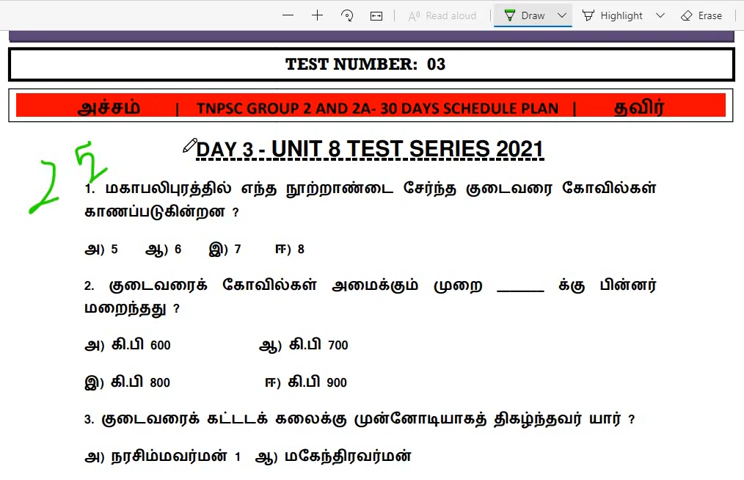 Read aloud Draw Highlight Erase
TEST NUMBER: 03
அச்சம் | TNPSC GROUP 2 AND 2A- 30 DAYS SCHEDULE PLAN | தவிர்
DAY 3 - UNIT 8 TEST SERIES 2021
25
1. மகாபலிபுரத்தில் எந்த நூற்றாண்டை சேர்ந்த குடைவரை கோவில்கள்
காணப்படுகின்றன ?
அ) 5 ஆ) 6 இ) 7 ஈ) 8
2. குடைவரைக் கோவில்கள் அமைக்கும் முறை ______ க்கு பின்னர்
மறைந்தது ?
அ) கி.பி 600 ஆ) கி.பி 700
இ) கி.பி 800 ஈ) கி.பி 900
3. குடைவரைக் கட்டடக் கலைக்கு முன்னோடியாகத் திகழ்ந்தவர் யார் ?
அ) நரசிம்மவர்மன் 1 ஆ) மகேந்திரவர்மன்